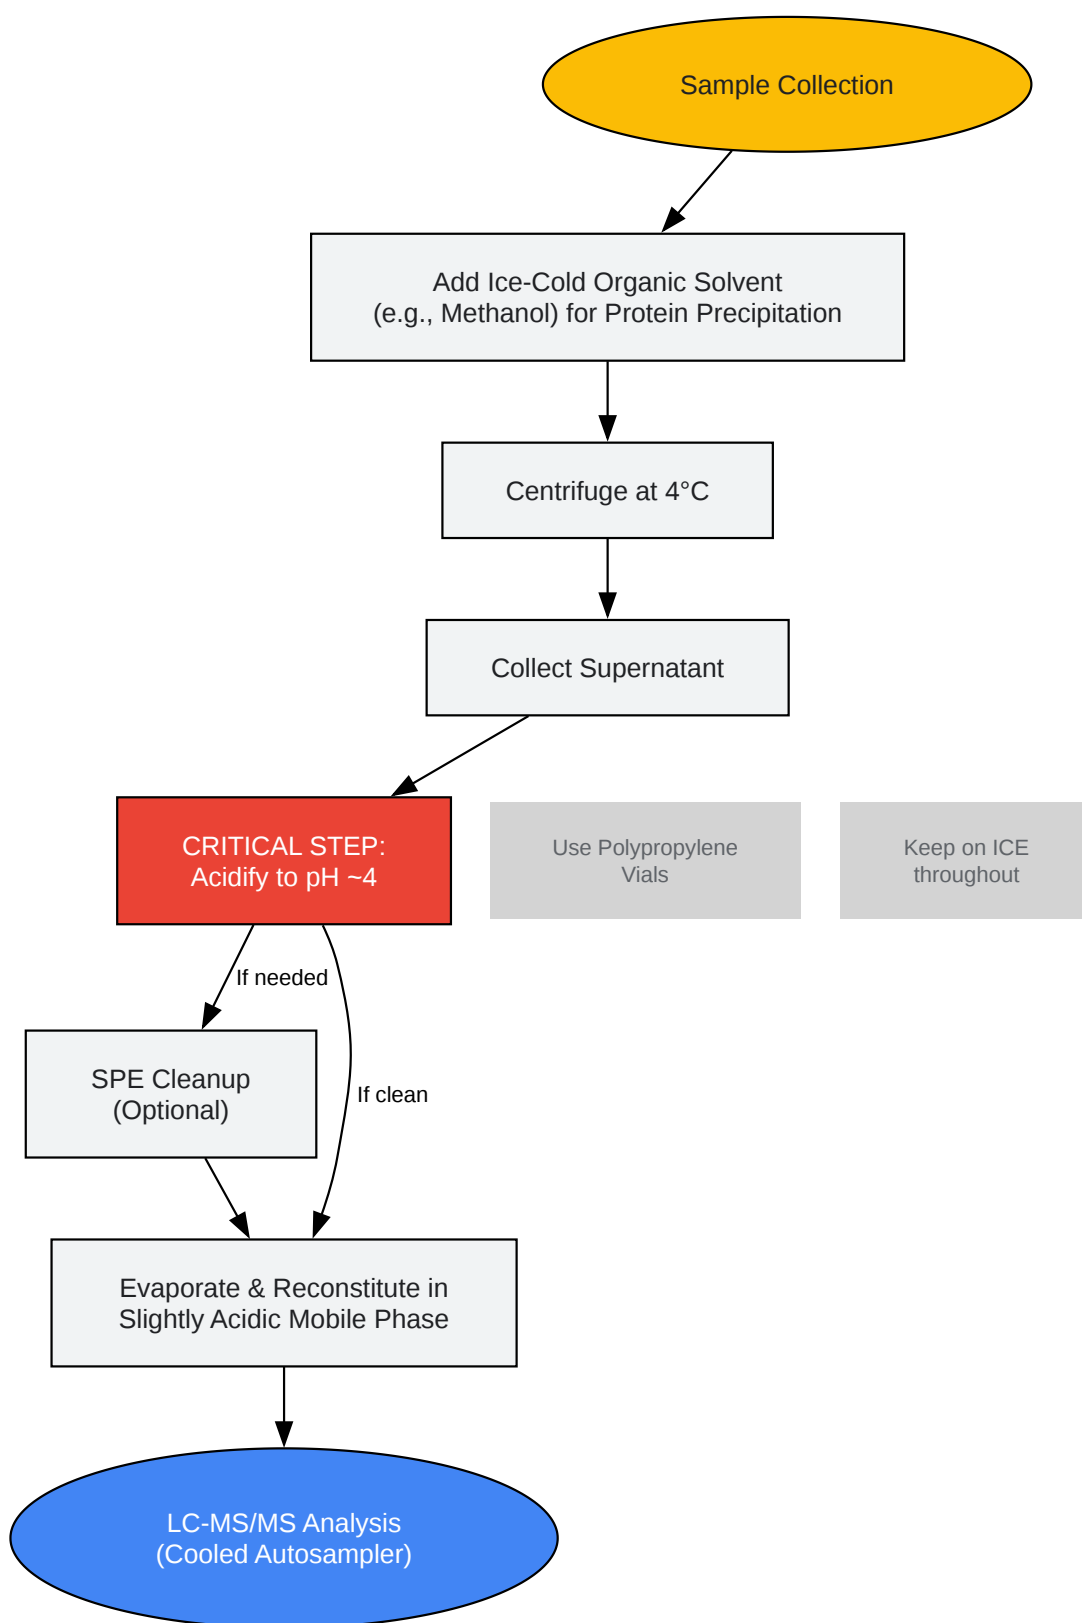 Sample Collection
Add Ice-Cold Organic Solvent
(e.g., Methanol) for Protein Precipitation
Centrifuge at 4°C
Collect Supernatant
CRITICAL STEP:
Acidify to pH ~4
Use Polypropylene
Vials
Keep on ICE
throughout
If needed
SPE Cleanup
(Optional)
If clean
Evaporate & Reconstitute in
Slightly Acidic Mobile Phase
LC-MS/MS Analysis
(Cooled Autosampler)